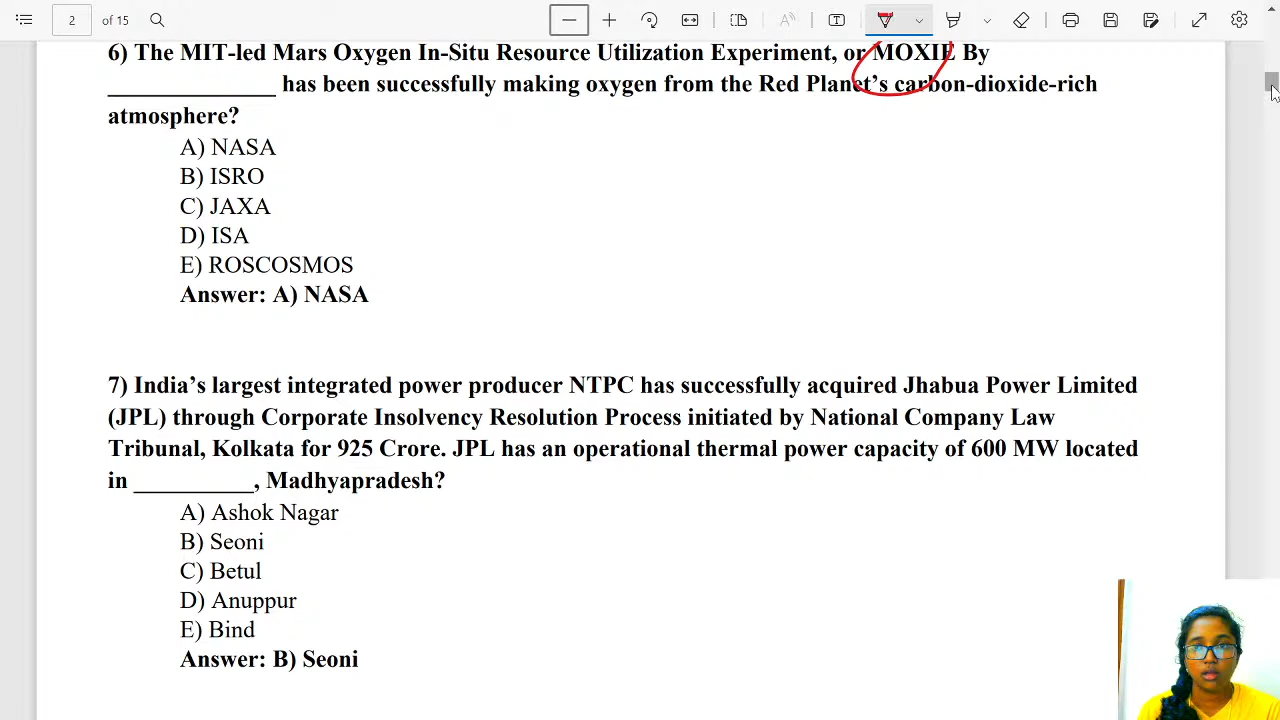 2 of 15
6) The MIT-led Mars Oxygen In-Situ Resource Utilization Experiment, or MOXIE By
______________ has been successfully making oxygen from the Red Planet’s carbon-dioxide-rich
atmosphere?
A) NASA
B) ISRO
C) JAXA
D) ISA
E) ROSCOSMOS
Answer: A) NASA
7) India’s largest integrated power producer NTPC has successfully acquired Jhabua Power Limited
(JPL) through Corporate Insolvency Resolution Process initiated by National Company Law
Tribunal, Kolkata for 925 Crore. JPL has an operational thermal power capacity of 600 MW located
in __________, Madhyapradesh?
A) Ashok Nagar
B) Seoni
C) Betul
D) Anuppur
E) Bind
Answer: B) Seoni